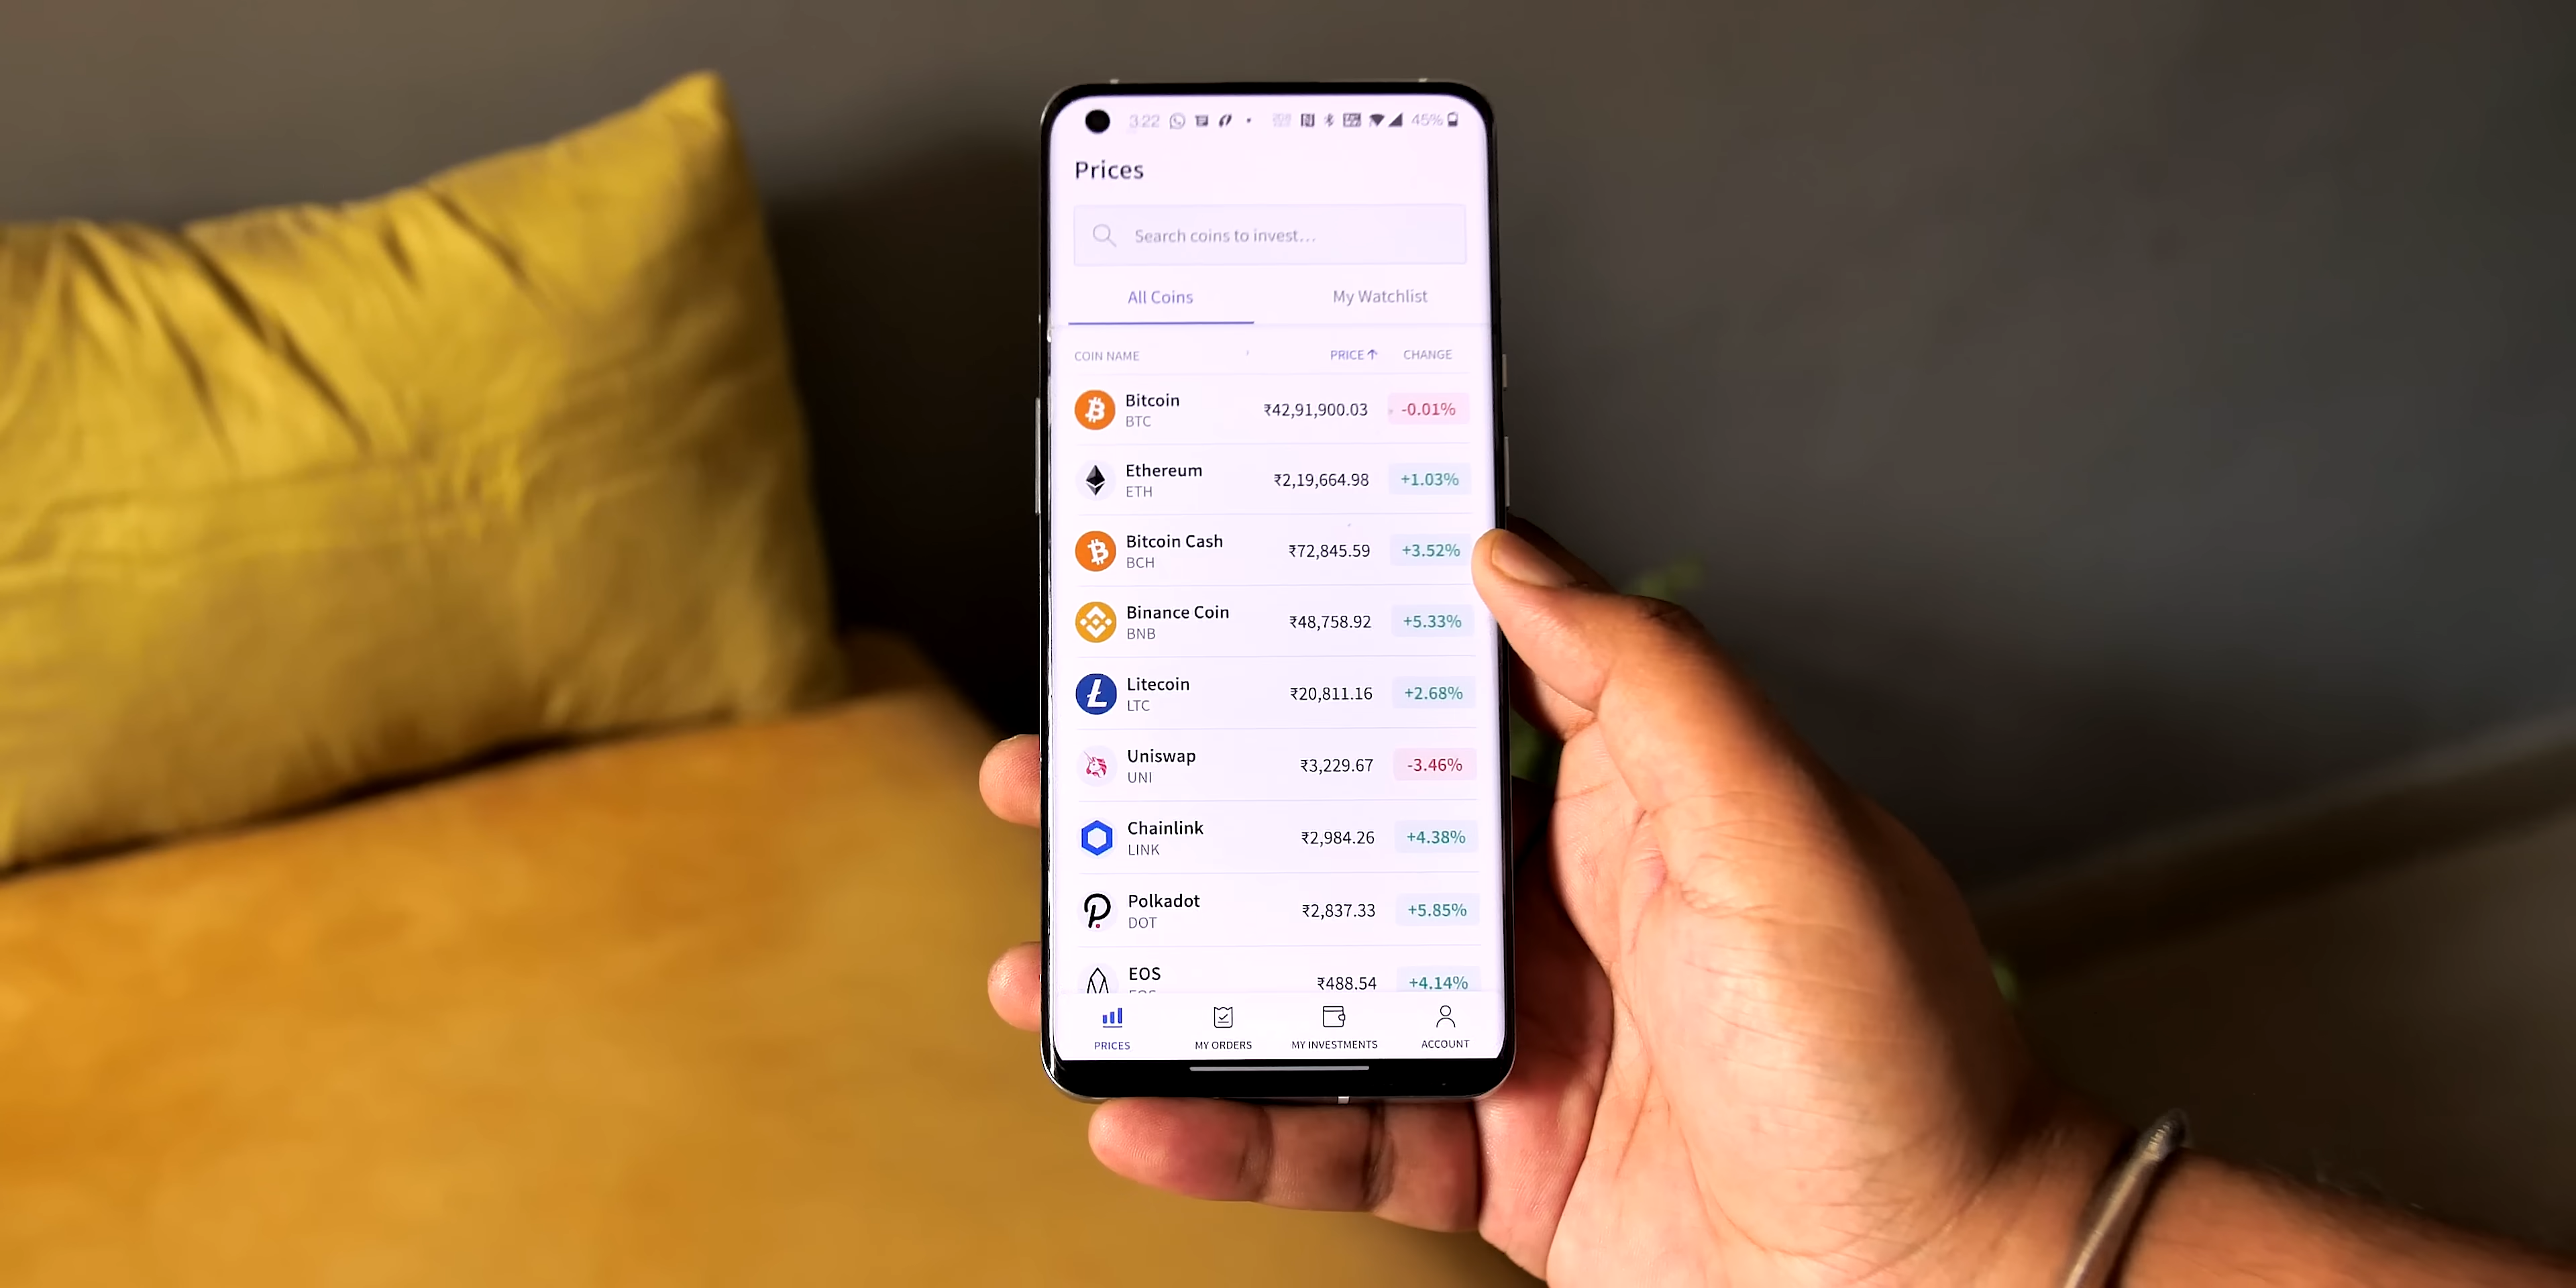 3:22 45%
Prices
Search coins to invest...
All Coins My Watchlist
COIN NAME PRICE↑ CHANGE
Bitcoin
BTC
₹42,91,900.03 -0.01%
Ethereum
ETH
₹2,19,664.98 +1.03%
Bitcoin Cash
BCH
₹72,845.59 +3.52%
Binance Coin
BNB
₹48,758.92 +5.33%
Litecoin
LTC
₹20,811.16 +2.68%
Uniswap
UNI
₹3,229.67 -3.46%
Chainlink
LINK
₹2,984.26 +4.38%
Polkadot
DOT
₹2,837.33 +5.85%
EOS
₹488.54 +4.14%
PRICES MY ORDERS MY INVESTMENTS ACCOUNT